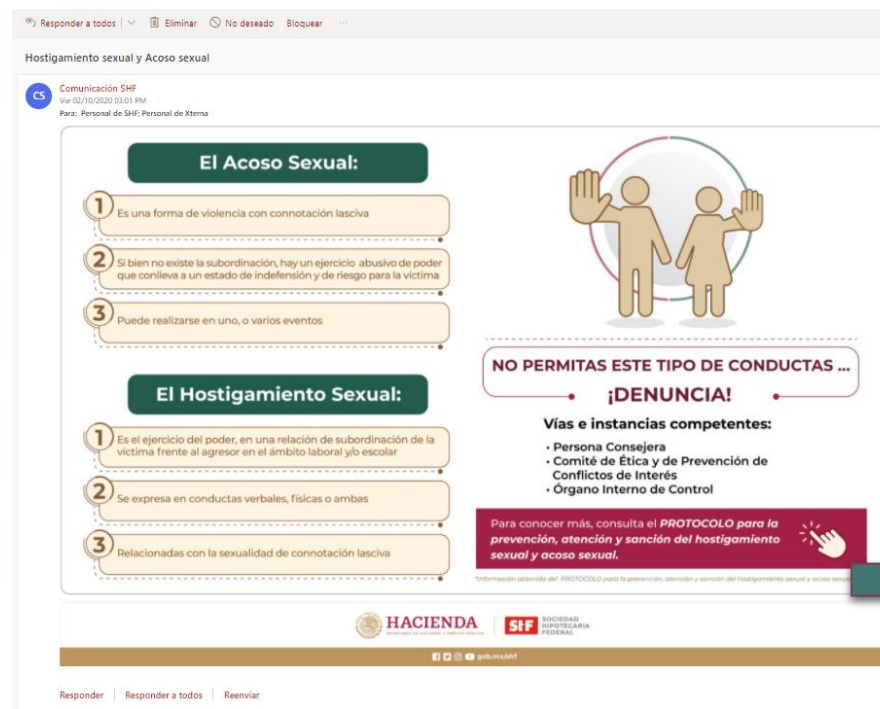 Responder a todos
Eliminar
No deseado
Bloquear
...
Hostigamiento sexual y Acoso sexual
CS
Comunicación SHF
Vie 02/10/2020 03:01 PM
Para: Personal de SHF; Personal de Xterna
El Acoso Sexual:
1
Es una forma de violencia con connotación lasciva
2
Si bien no existe la subordinación, hay un ejercicio abusivo de poder
que conlleva a un estado de indefensión y de riesgo para la víctima
3
Puede realizarse en uno, o varios eventos
El Hostigamiento Sexual:
1
Es el ejercicio del poder, en una relación de subordinación de la
víctima frente al agresor en el ámbito laboral y/o escolar
2
Se expresa en conductas verbales, físicas o ambas
3
Relacionadas con la sexualidad de connotación lasciva
NO PERMITAS ESTE TIPO DE CONDUCTAS ...
¡DENUNCIA!
Vías e instancias competentes:
• Persona Consejera
• Comité de Ética y de Prevención de
Conflictos de Interés
• Órgano Interno de Control
Para conocer más, consulta el PROTOCOLO para la
prevención, atención y sanción del hostigamiento
sexual y acoso sexual.
*Información obtenida del PROTOCOLO para la prevención, atención y sanción del hostigamiento sexual y acoso
HACIENDA
SECRETARÍA DE HACIENDA Y CRÉDITO PÚBLICO
SHF
SOCIEDAD
HIPOTECARIA
FEDERAL
gob.mx/shf
Responder
Responder a todos
Reenviar